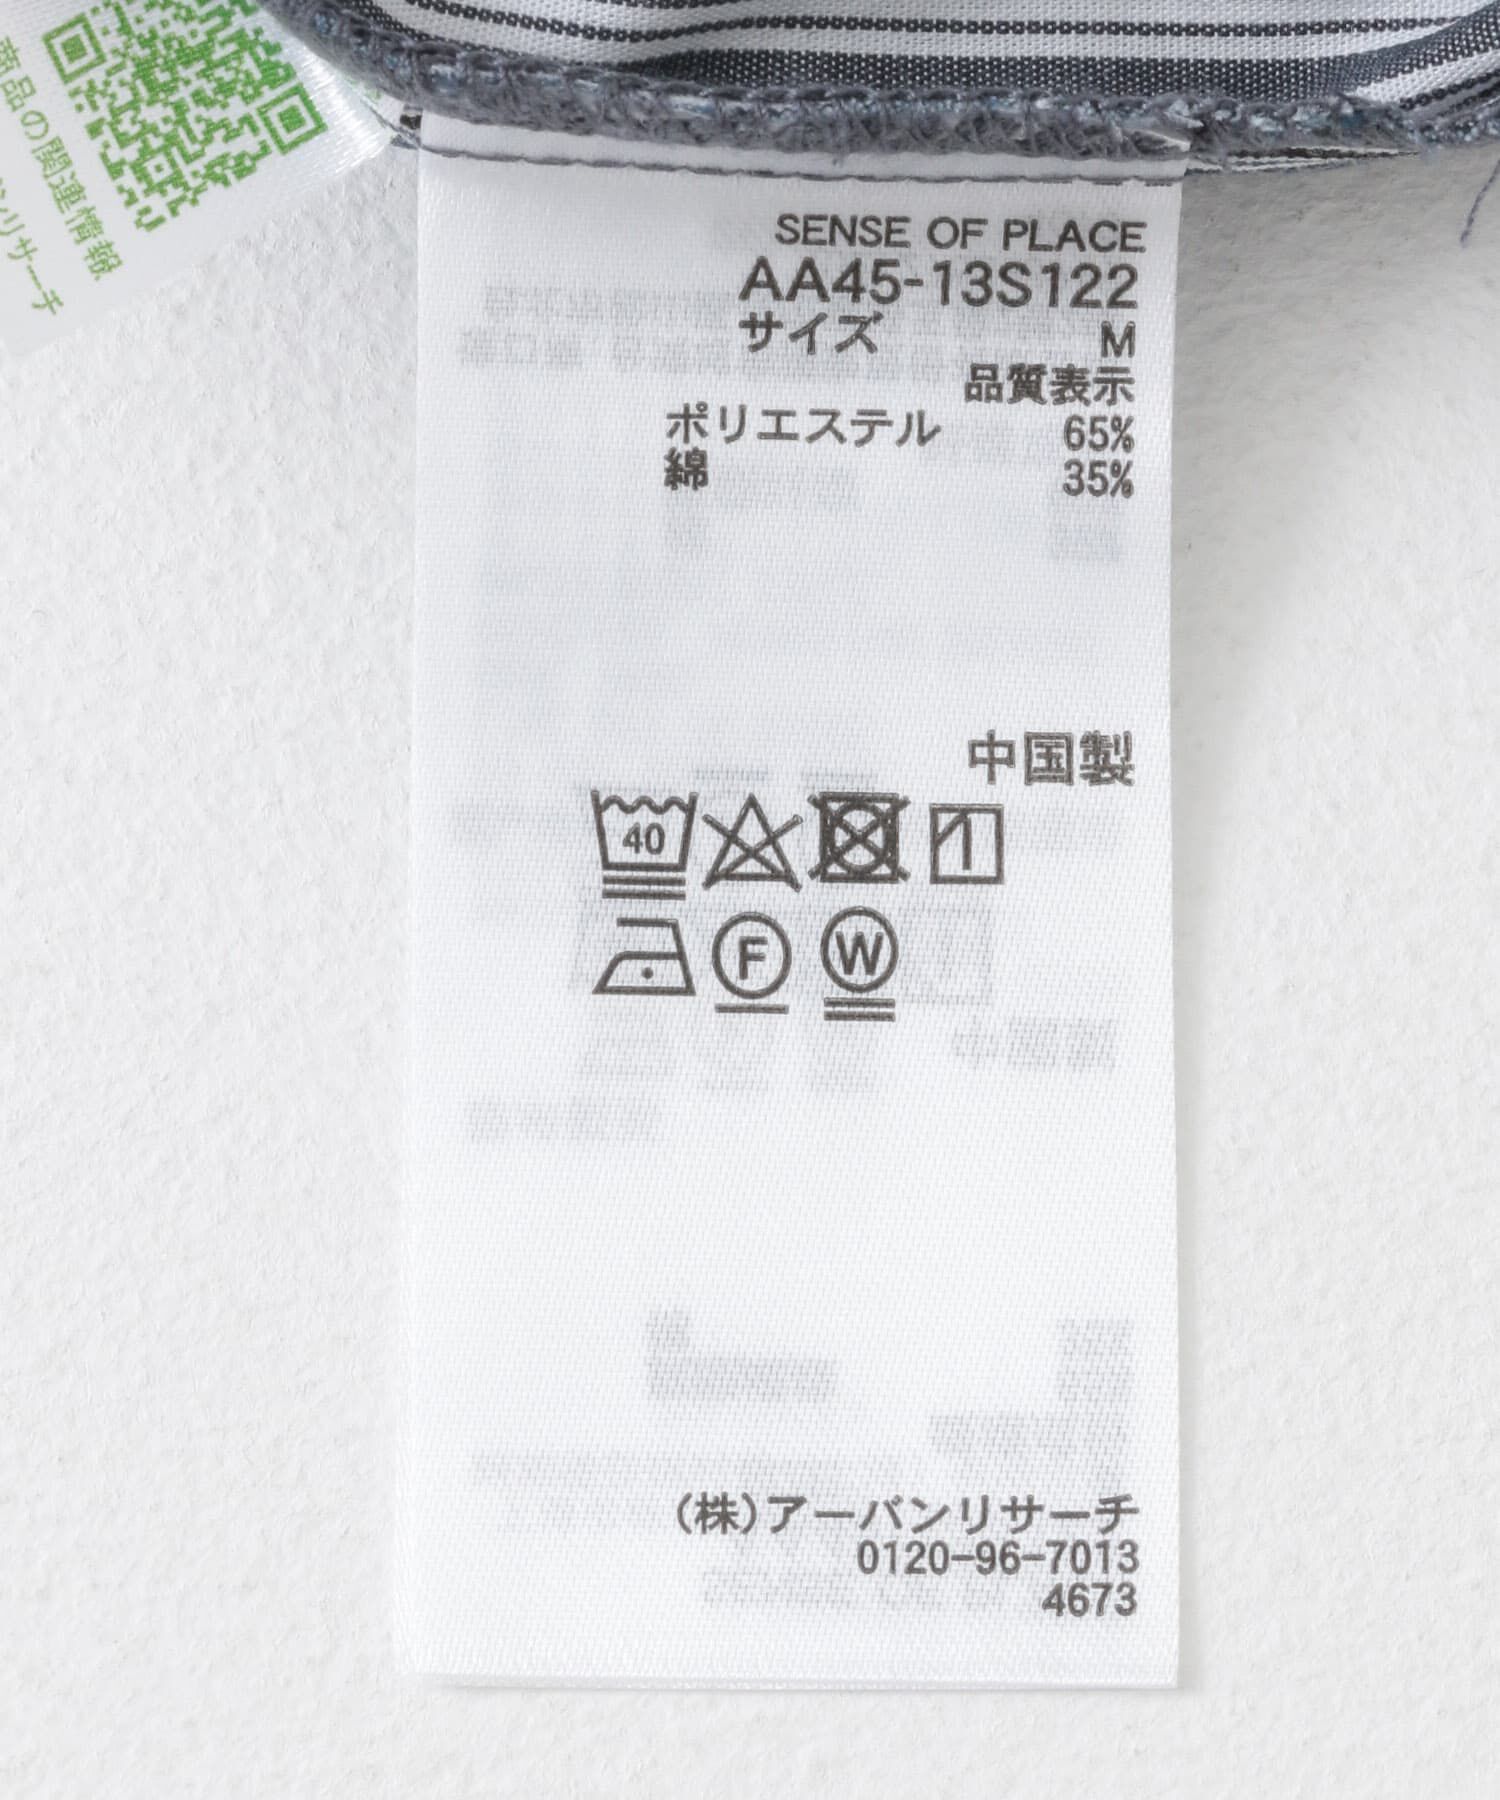 商品の関連情報
リサーチ
SENSE OF PLACE
AA45-13S122
サイズ M
品質表示
ポリエステル 65%
綿 35%
中国製
40
F W
(株)アーバンリサーチ
0120-96-7013
4673